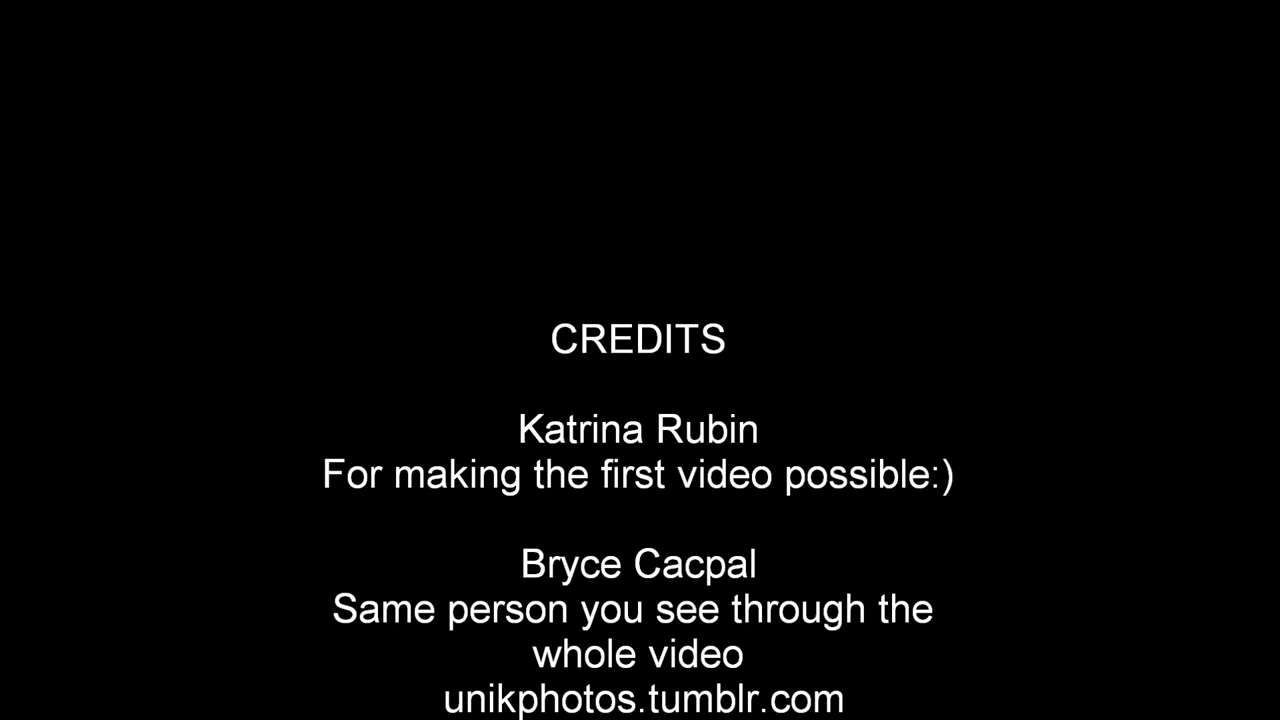 CREDITS
Katrina Rubin
For making the first video possible:)
Bryce Cacpal
Same person you see through the
whole video
unikphotos.tumblr.com